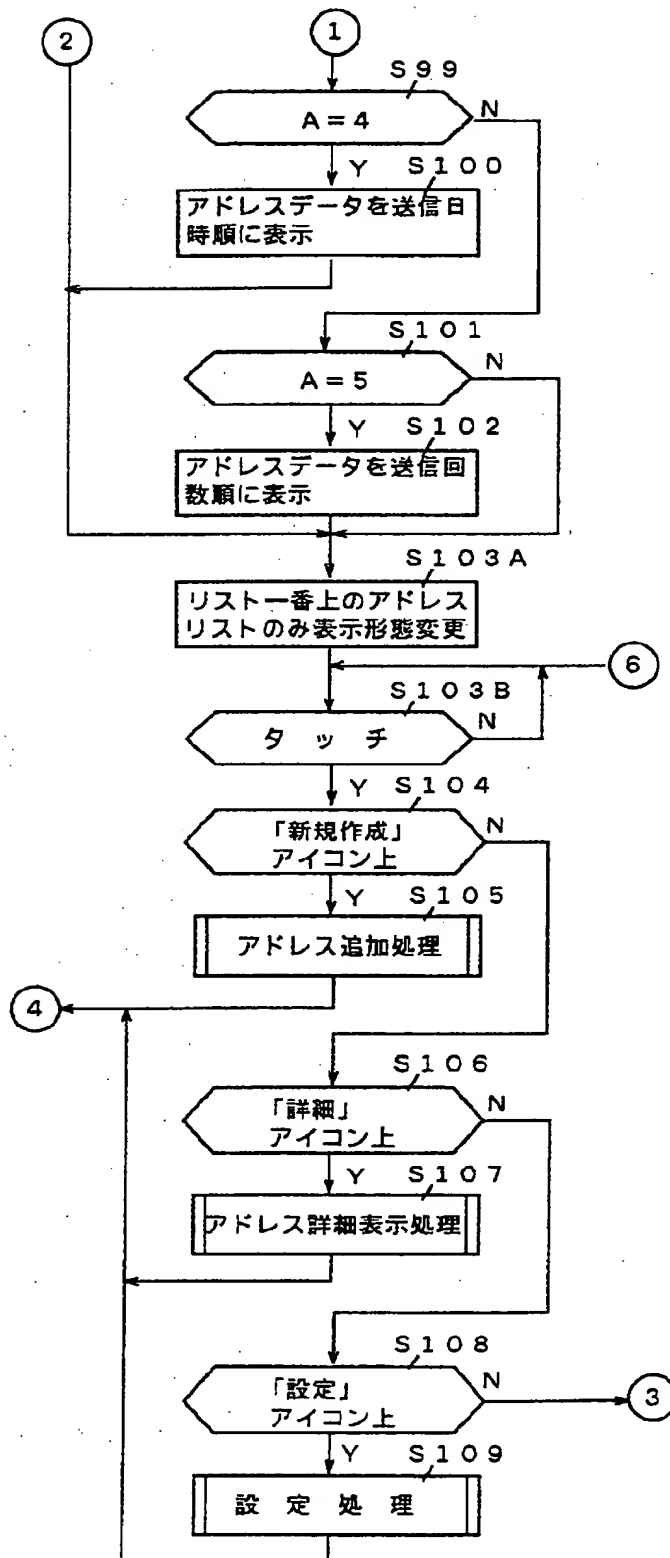 ②
①
S99
A=4
N
Y
S100
アドレスデータを送信日
時順に表示
S101
A=5
N
Y
S102
アドレスデータを送信回
数順に表示
S103A
リスト一番上のアドレス
リストのみ表示形態変更
⑥
S103B
タッチ
N
Y
S104
「新規作成」
アイコン上
N
Y
S105
アドレス追加処理
④
S106
「詳細」
アイコン上
N
Y
S107
アドレス詳細表示処理
S108
「設定」
アイコン上
N
③
Y
S109
設定処理